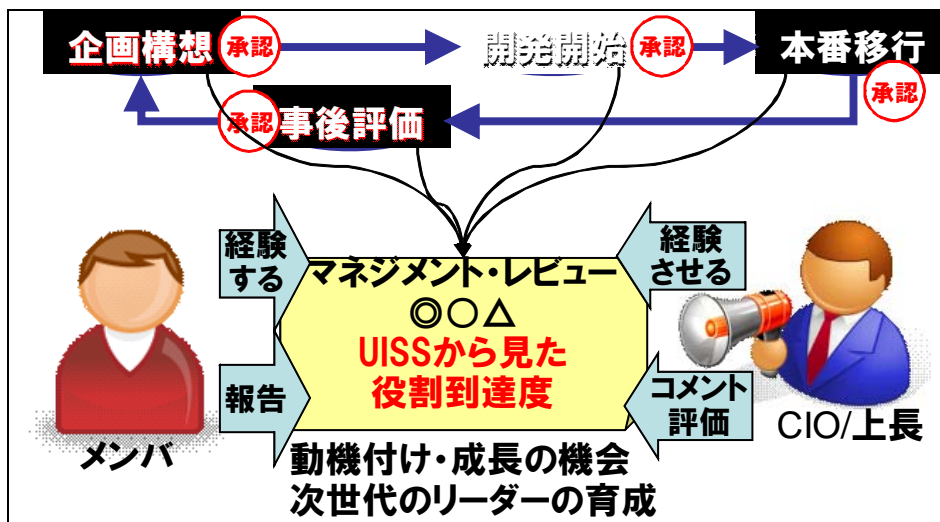 企画構想
承認
開発開始
承認
本番移行
承認
承認
事後評価
経験
する
マネジメント・レビュー
◎○△
UISSから見た
役割到達度
経験
させる
報告
コメント
評価
メンバ
CIO/上長
動機付け・成長の機会
次世代のリーダーの育成